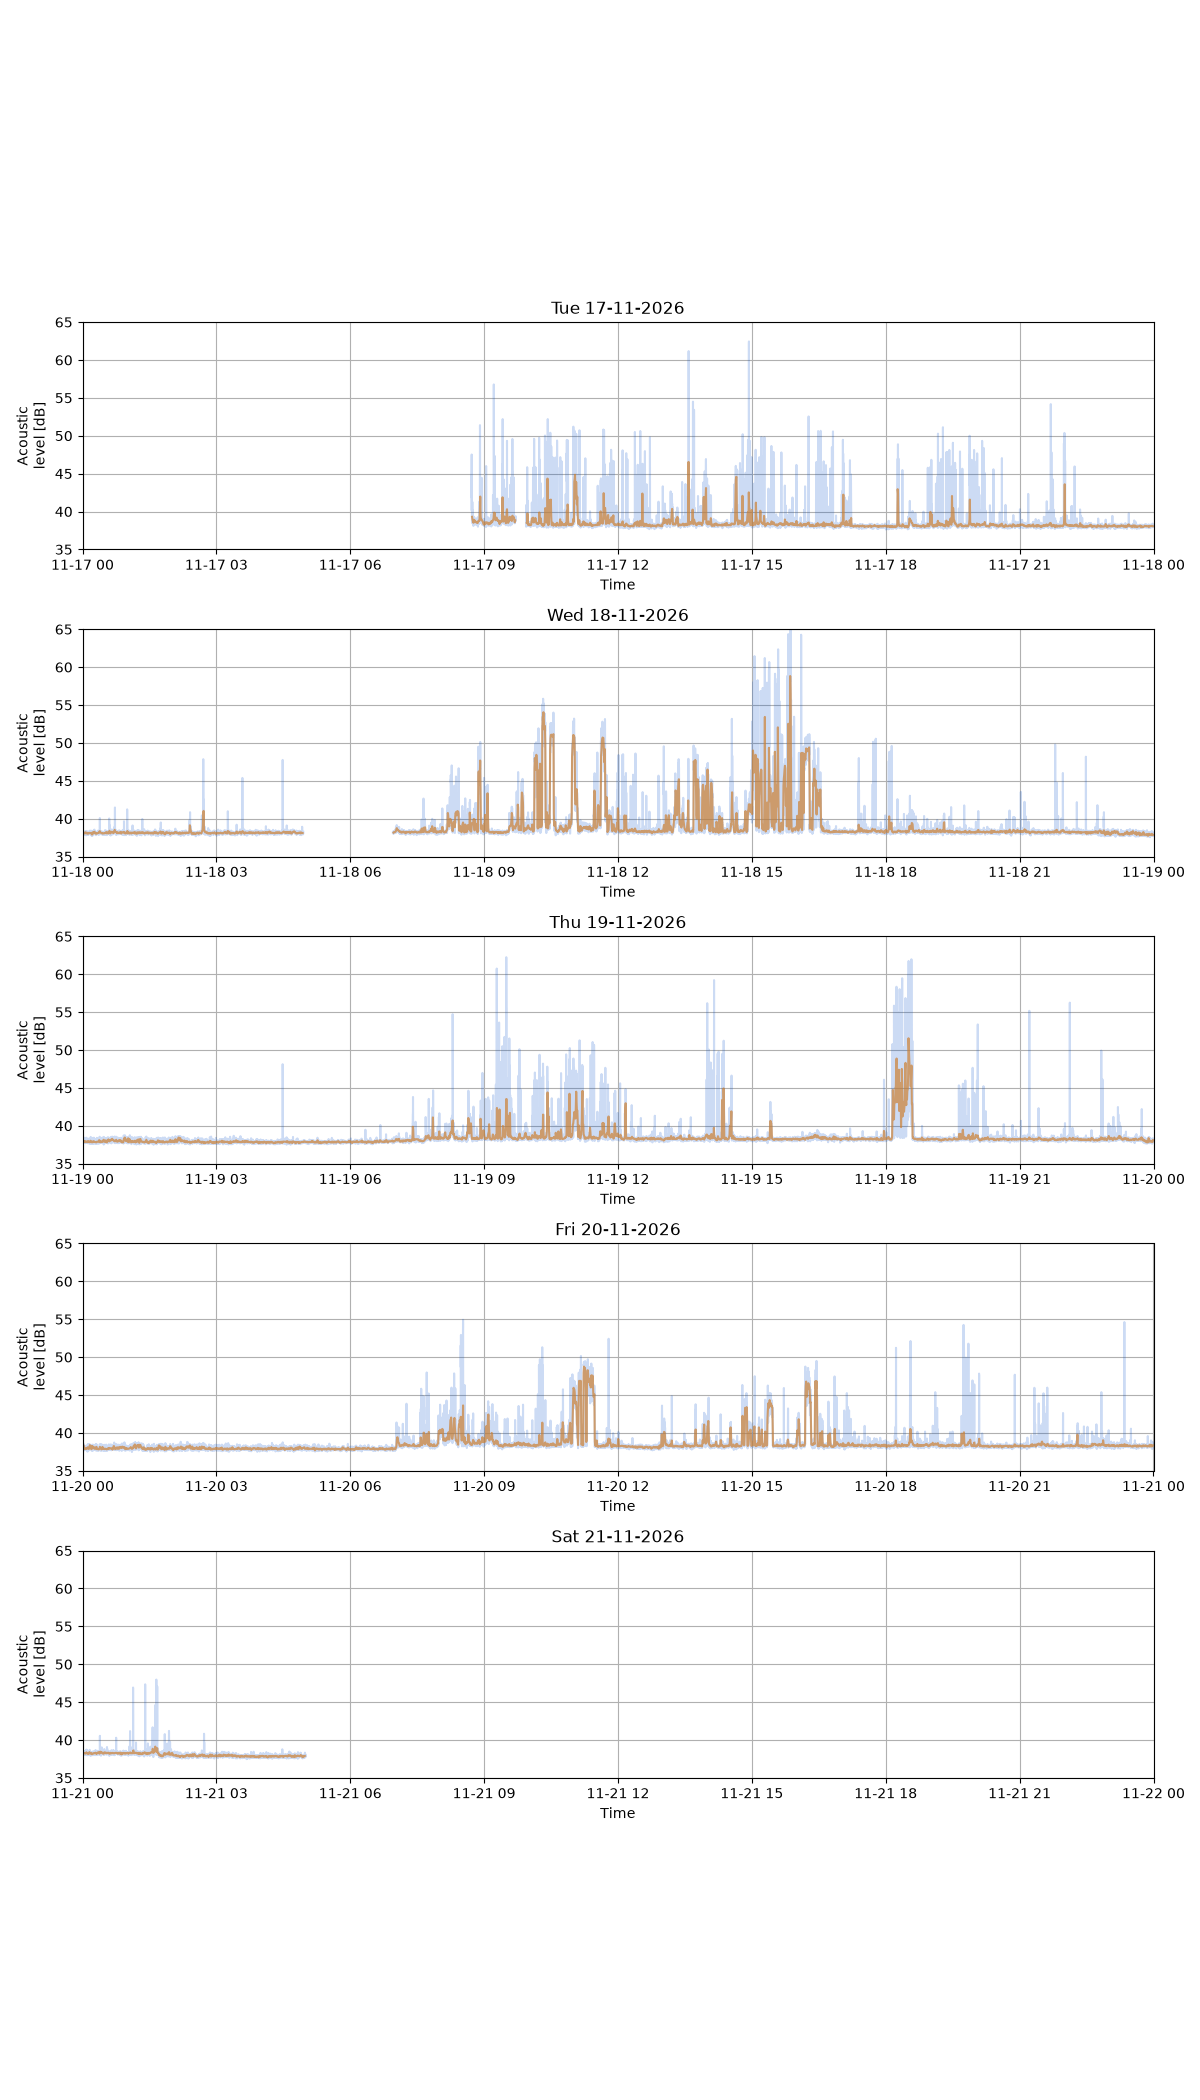 Tue 17-11-2026
65
60
55
50
45
40
35
Acoustic
level [dB]
11-17 00 11-17 03 11-17 06 11-17 09 11-17 12 11-17 15 11-17 18 11-17 21 11-18 00
Time
Wed 18-11-2026
65
60
55
50
45
40
35
Acoustic
level [dB]
11-18 00 11-18 03 11-18 06 11-18 09 11-18 12 11-18 15 11-18 18 11-18 21 11-19 00
Time
Thu 19-11-2026
65
60
55
50
45
40
35
Acoustic
level [dB]
11-19 00 11-19 03 11-19 06 11-19 09 11-19 12 11-19 15 11-19 18 11-19 21 11-20 00
Time
Fri 20-11-2026
65
60
55
50
45
40
35
Acoustic
level [dB]
11-20 00 11-20 03 11-20 06 11-20 09 11-20 12 11-20 15 11-20 18 11-20 21 11-21 00
Time
Sat 21-11-2026
65
60
55
50
45
40
35
Acoustic
level [dB]
11-21 00 11-21 03 11-21 06 11-21 09 11-21 12 11-21 15 11-21 18 11-21 21 11-22 00
Time